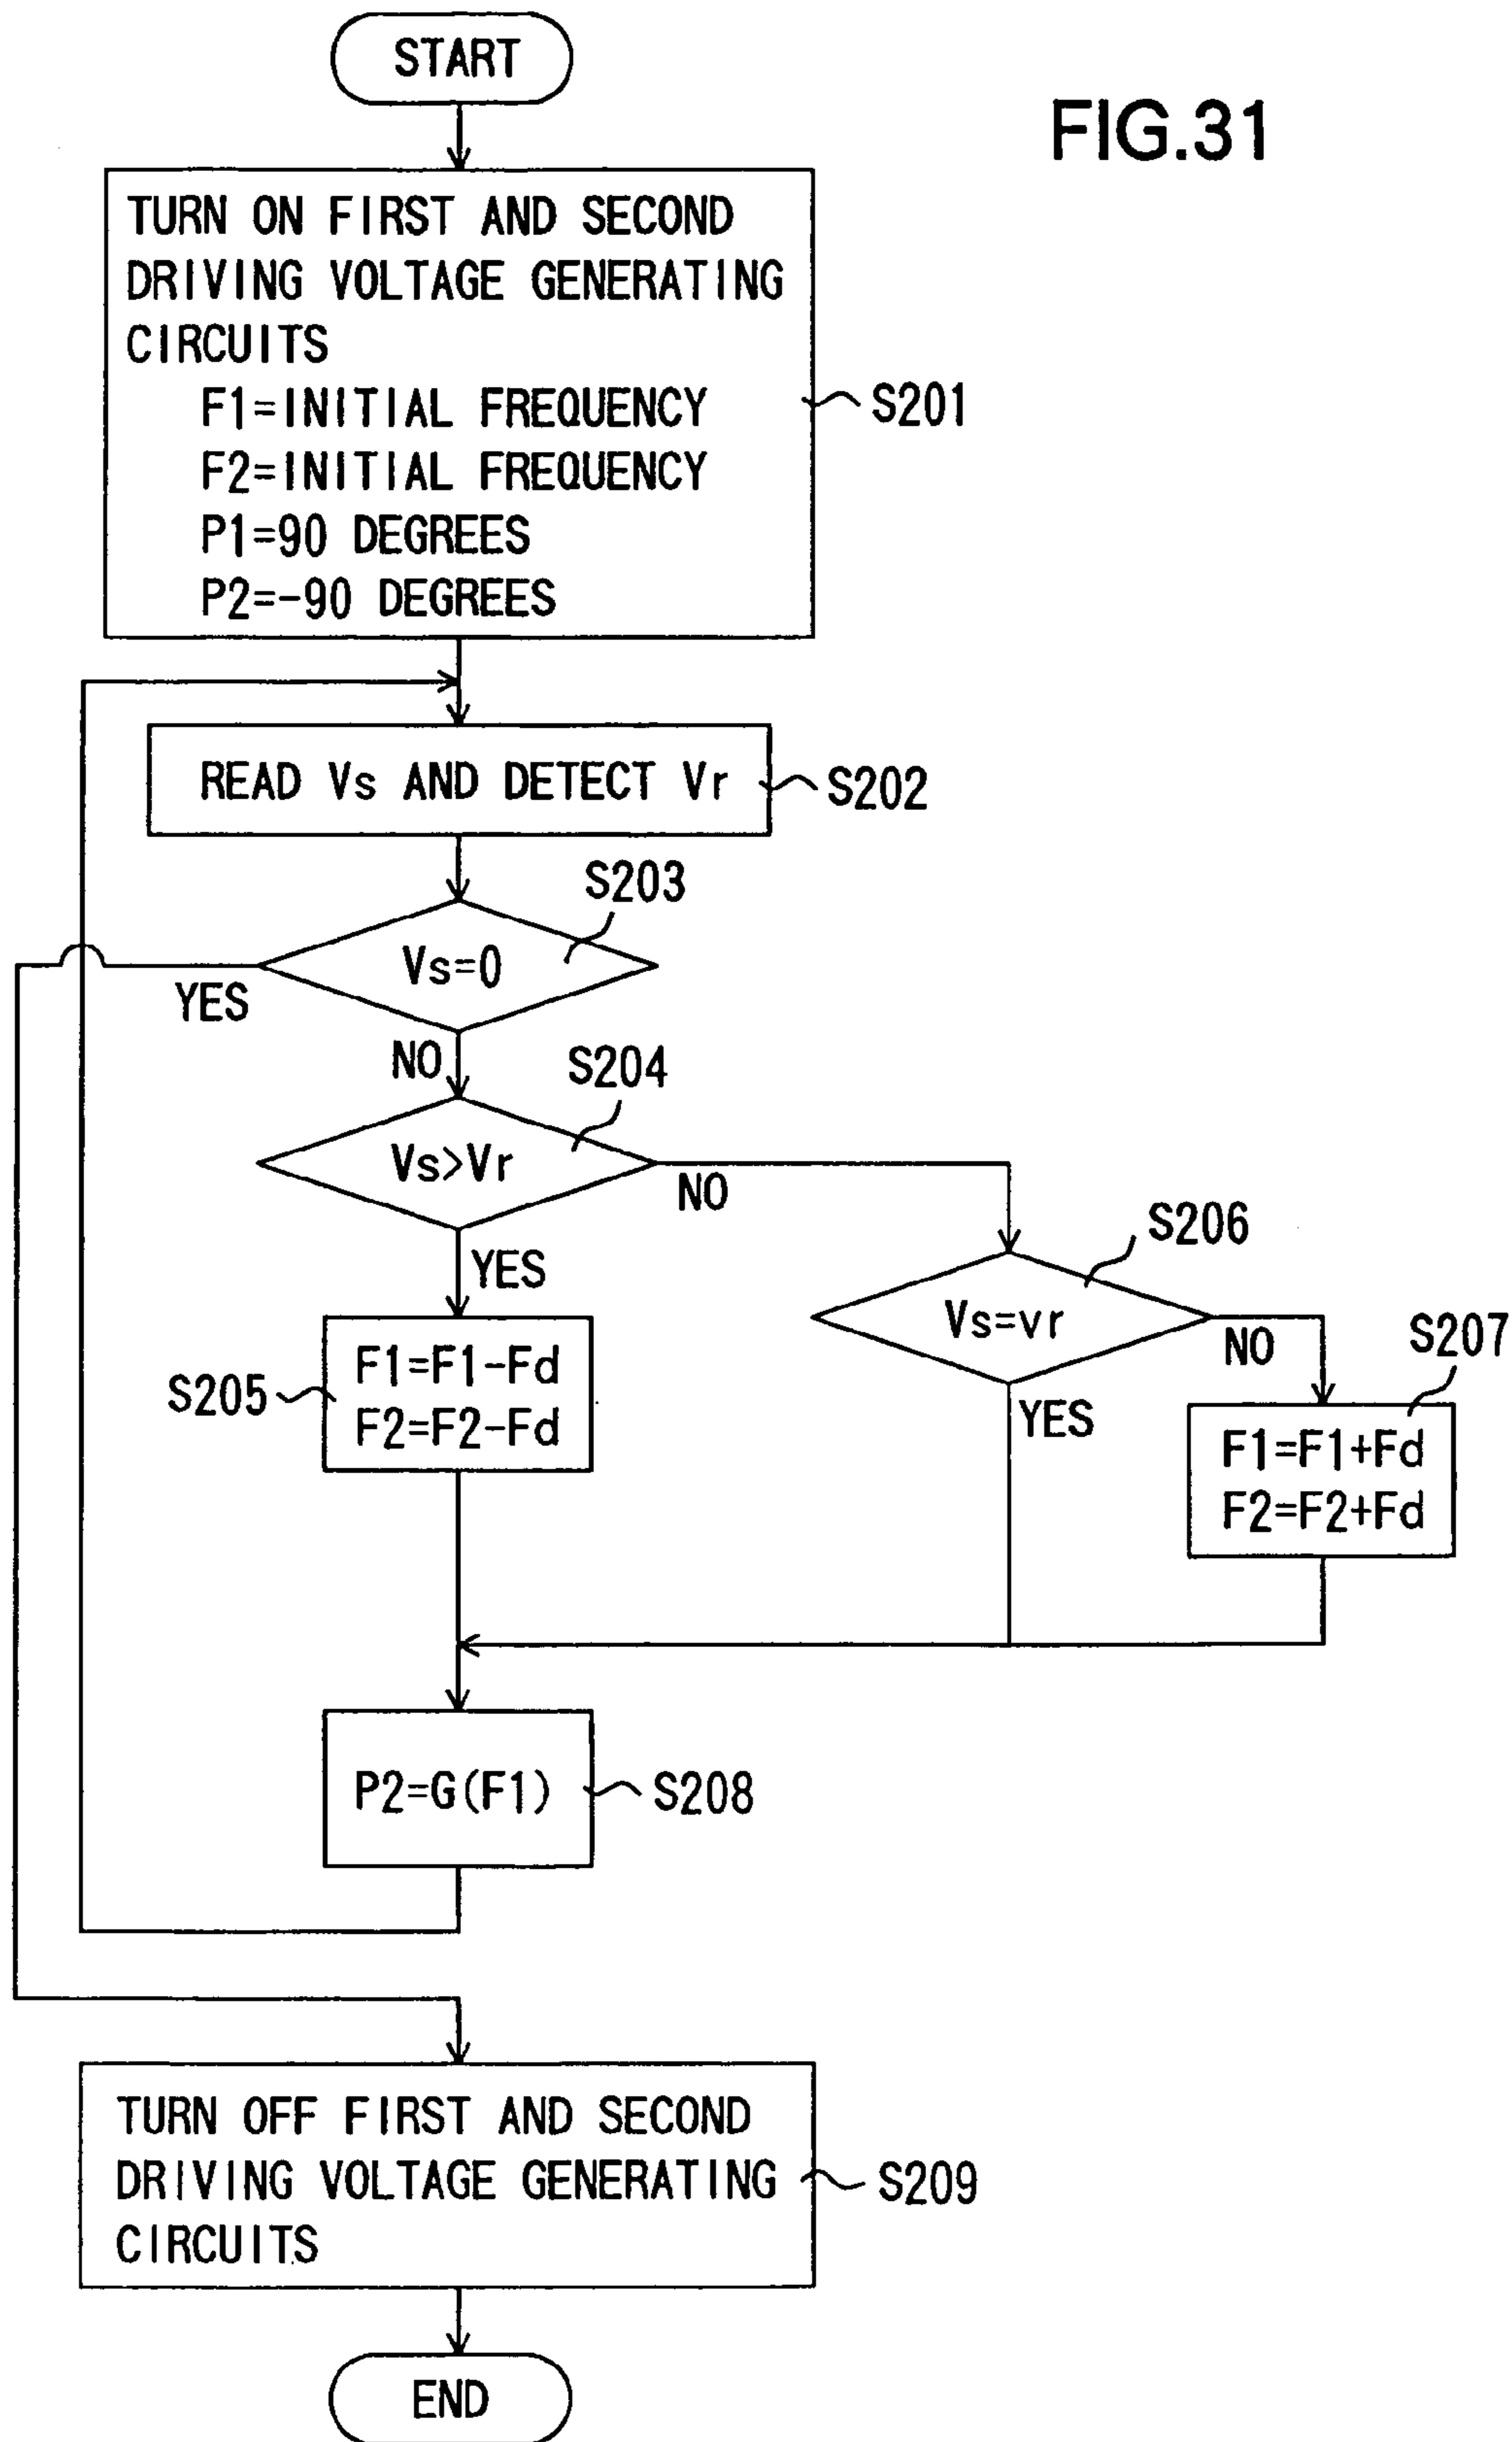 START
FIG.31
TURN ON FIRST AND SECOND
DRIVING VOLTAGE GENERATING
CIRCUITS
F1=INITIAL FREQUENCY
F2=INITIAL FREQUENCY
P1=90 DEGREES
P2=-90 DEGREES
S201
READ Vs AND DETECT Vr
S202
S203
Vs=0
YES
NO
S204
Vs>Vr
NO
YES
S206
Vs=vr
NO
YES
S207
F1=F1+Fd
F2=F2+Fd
S205
F1=F1-Fd
F2=F2-Fd
P2=G(F1)
S208
TURN OFF FIRST AND SECOND
DRIVING VOLTAGE GENERATING
CIRCUITS
S209
END